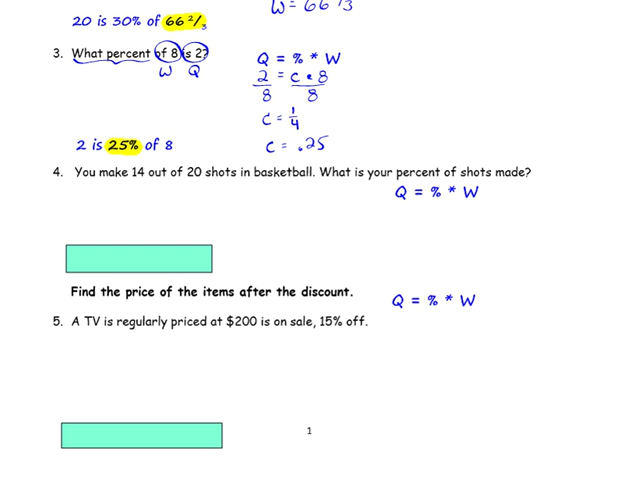 20 is 30% of 66 2/3
3. What percent of 8 is 2?
W Q
Q = % * W
2 = c • 8
8 8
c = 1/4
c = .25
2 is 25% of 8
4. You make 14 out of 20 shots in basketball. What is your percent of shots made?
Q = % * W
Find the price of the items after the discount.
Q = % * W
5. A TV is regularly priced at $200 is on sale, 15% off.
1